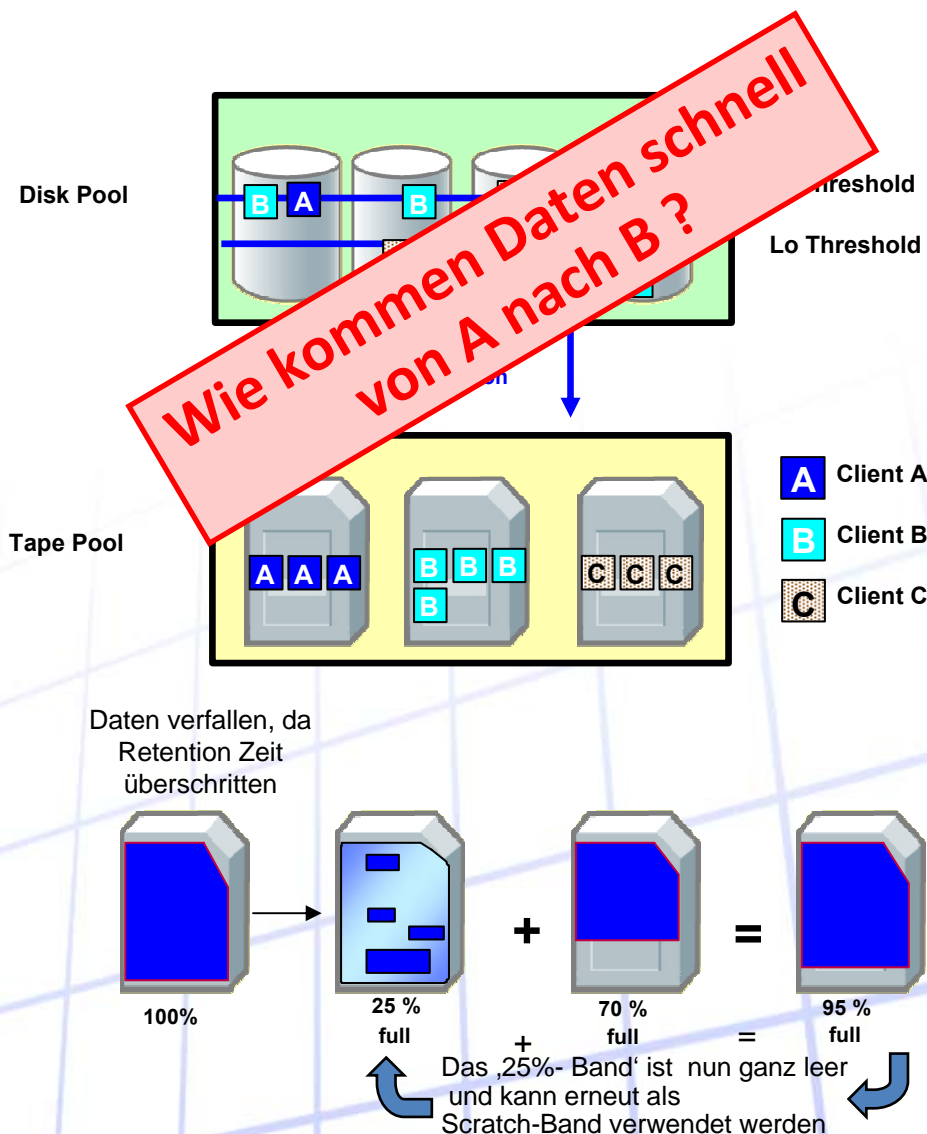 Wie kommen Daten schnell
von A nach B ?
Disk Pool
B
A
B
Threshold
Lo Threshold
Tape Pool
A A A
B B B
B
C C C
A Client A
B Client B
C Client C
Daten verfallen, da
Retention Zeit
überschritten
+
=
100%
25 %
full
70 %
full
95 %
full
+
=
Das ‚25%- Band‘ ist nun ganz leer
und kann erneut als
Scratch-Band verwendet werden